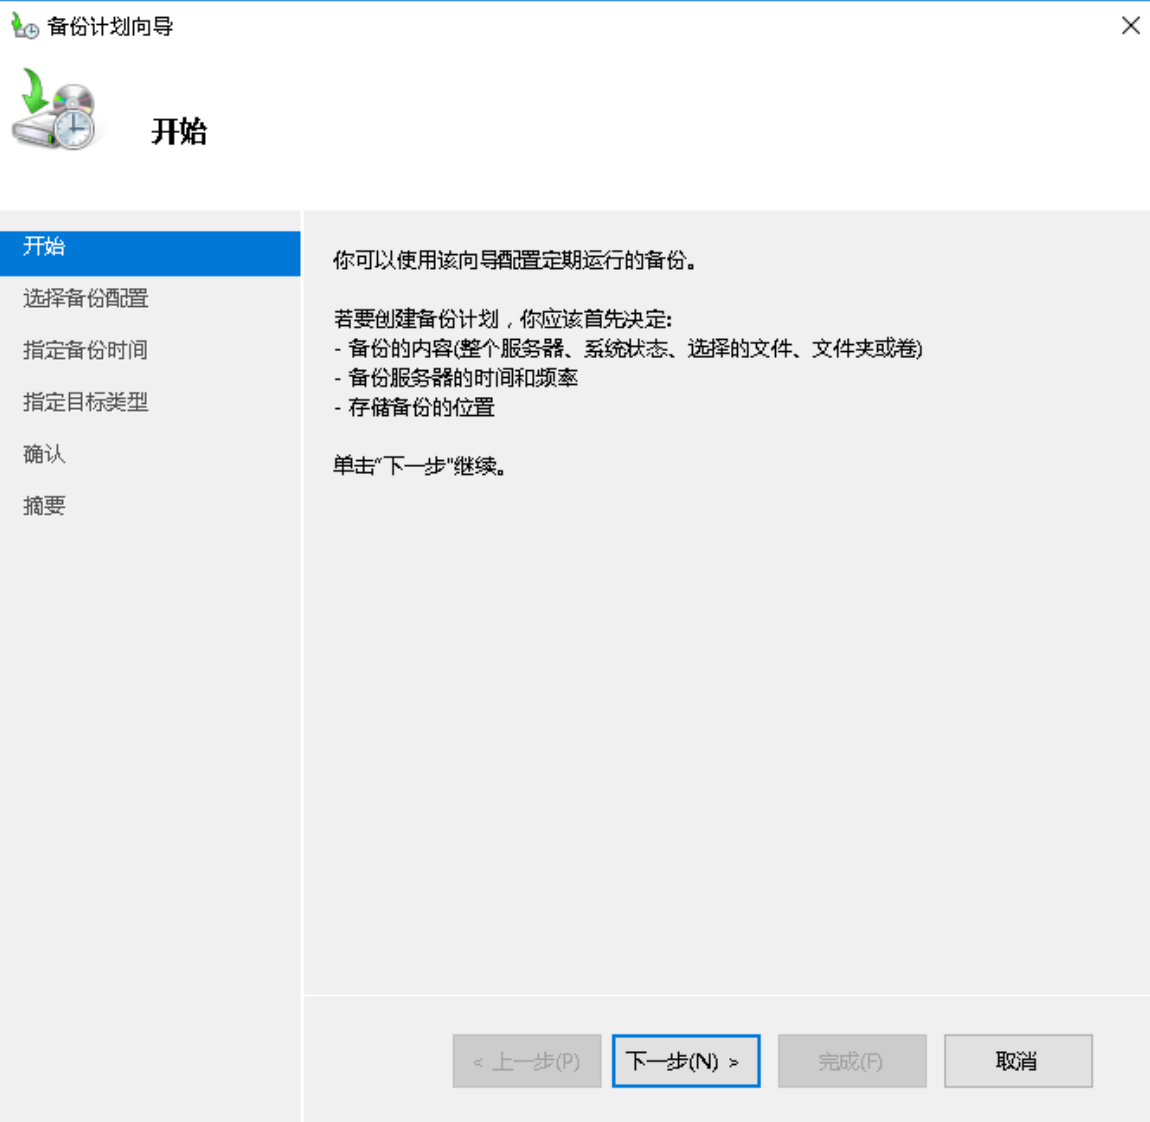 备份计划向导
开始
开始
选择备份配置
指定备份时间
指定目标类型
确认
摘要
你可以使用该向导配置定期运行的备份。
若要创建备份计划，你应该首先决定:
- 备份的内容(整个服务器、系统状态、选择的文件、文件夹或卷)
- 备份服务器的时间和频率
- 存储备份的位置
单击“下一步”继续。
< 上一步(P)
下一步(N) >
完成(F)
取消